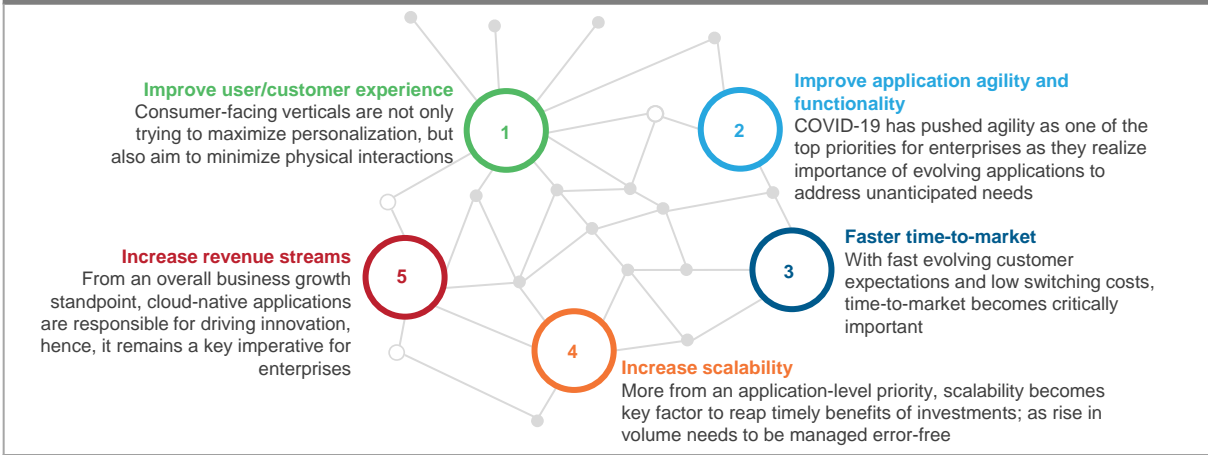 1
Improve user/customer experience
Consumer-facing verticals are not only
trying to maximize personalization, but
also aim to minimize physical interactions
2
Improve application agility and
functionality
COVID-19 has pushed agility as one of the
top priorities for enterprises as they realize
importance of evolving applications to
address unanticipated needs
3
Faster time-to-market
With fast evolving customer
expectations and low switching costs,
time-to-market becomes critically
important
4
Increase scalability
More from an application-level priority, scalability becomes
key factor to reap timely benefits of investments; as rise in
volume needs to be managed error-free
5
Increase revenue streams
From an overall business growth
standpoint, cloud-native applications
are responsible for driving innovation,
hence, it remains a key imperative for
enterprises